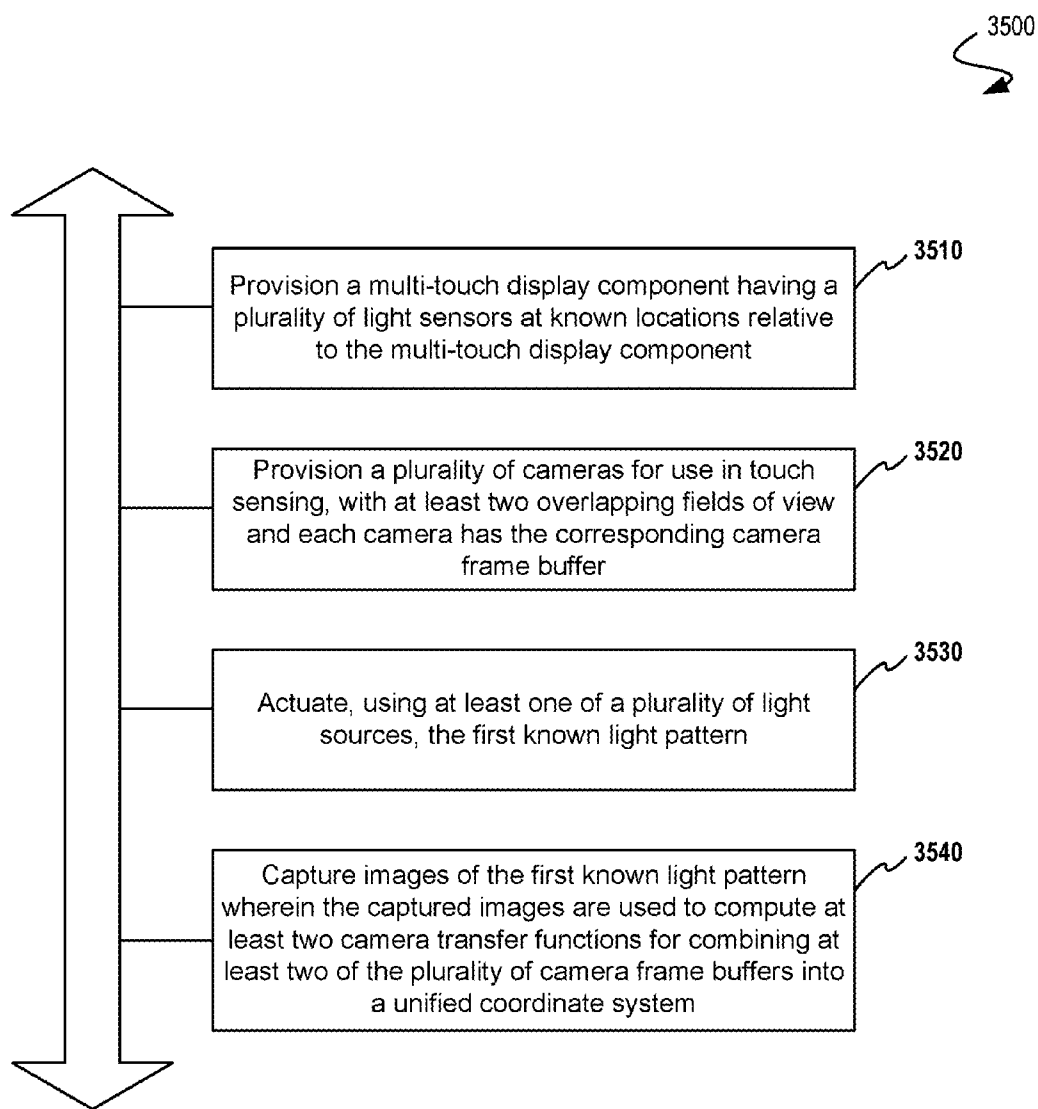 3500
3510
Provision a multi-touch display component having a
plurality of light sensors at known locations relative
to the multi-touch display component
3520
Provision a plurality of cameras for use in touch
sensing, with at least two overlapping fields of view
and each camera has the corresponding camera
frame buffer
3530
Actuate, using at least one of a plurality of light
sources, the first known light pattern
3540
Capture images of the first known light pattern
wherein the captured images are used to compute at
least two camera transfer functions for combining at
least two of the plurality of camera frame buffers into
a unified coordinate system